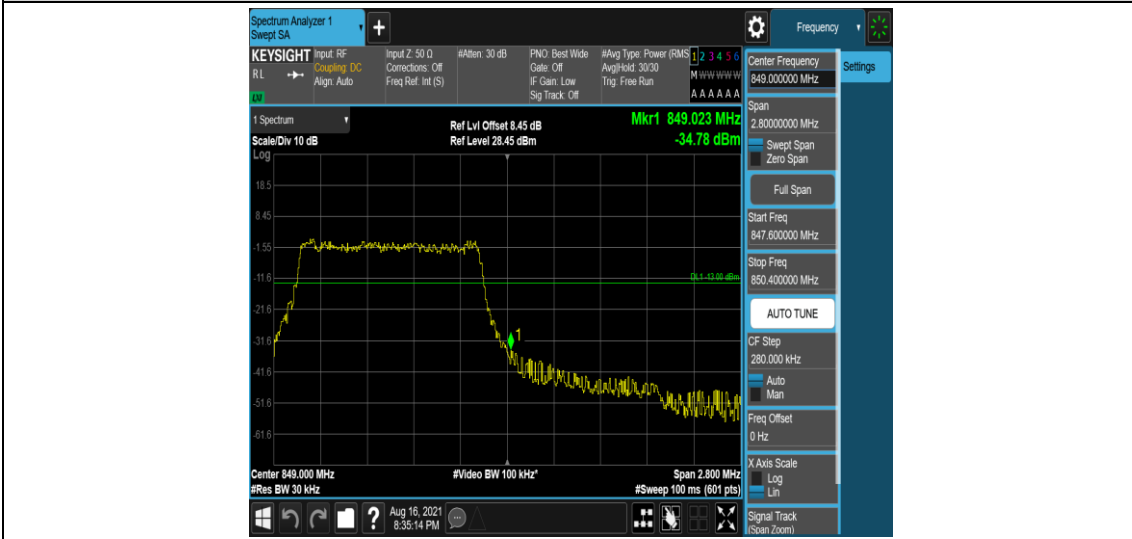 Spectrum Analyzer 1
Swept SA
+
Frequency
KEYSIGHT Input: RF Input Z: 50 Ω #Atten: 30 dB PNO: Best Wide #Avg Type: Power (RMS 1 2 3 4 5 6
RL Coupling: DC Corrections: Off Gate: Off Avg|Hold: 30/30 M W W W W W
Align: Auto Freq Ref: Int (S) IF Gain: Low Trig: Free Run
Sig Track: Off A A A A A A
1 Spectrum
Scale/Div 10 dB
Log
Ref Lvl Offset 8.45 dB
Ref Level 28.45 dBm
Mkr1 849.023 MHz
-34.78 dBm
18.5
8.45
-1.55
-11.6
DL1 -13.00 dBm
-21.6
-31.6
1
-41.6
-51.6
-61.6
Center 849.000 MHz #Video BW 100 kHz* Span 2.800 MHz
#Res BW 30 kHz #Sweep 100 ms (601 pts)
?
Aug 16, 2021
8:35:14 PM
Center Frequency
849.000000 MHz
Settings
Span
2.80000000 MHz
Swept Span
Zero Span
Full Span
Start Freq
847.600000 MHz
Stop Freq
850.400000 MHz
AUTO TUNE
CF Step
280.000 kHz
Auto
Man
Freq Offset
0 Hz
X Axis Scale
Log
Lin
Signal Track
(Span Zoom)